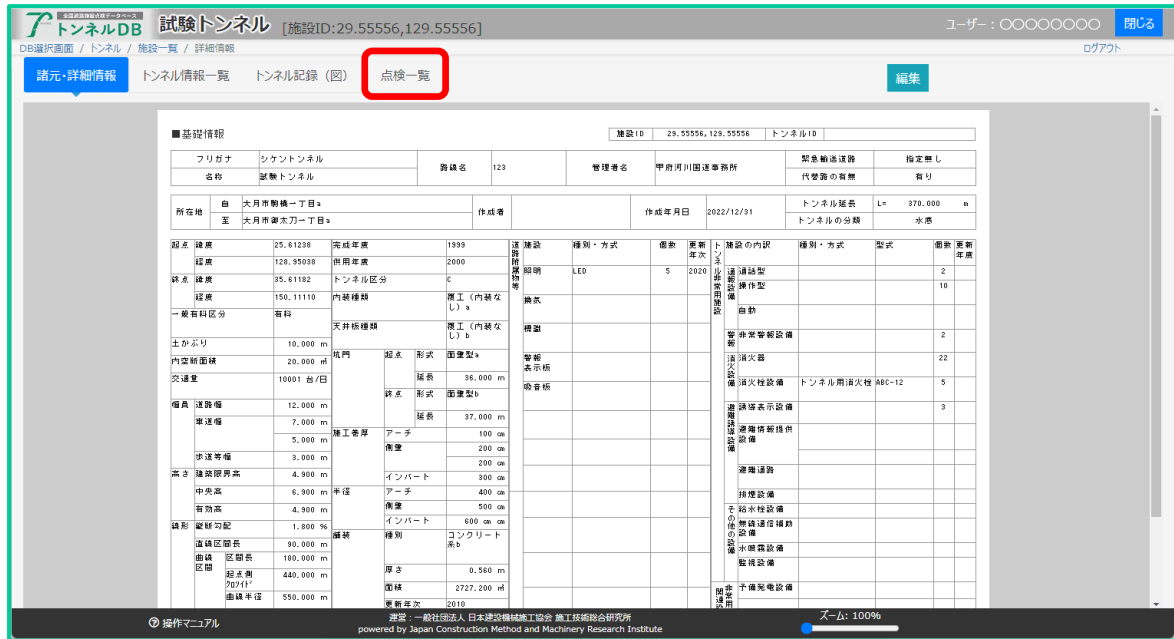 全国道路施設点検データベース
トンネルDB 試験トンネル [施設ID:29.55556,129.55556] ユーザー：〇〇〇〇〇〇〇〇 閉じる
DB選択画面 / トンネル / 施設一覧 / 詳細情報 ログアウト
諸元・詳細情報 トンネル情報一覧 トンネル記録（図） 点検一覧 編集
■基礎情報 施設ID 29.55556,129.55556 トンネルID
フリガナ シケントンネル 路線名 123 管理者名 甲府河川国道事務所 緊急輸送道路 指定無し
名称 試験トンネル 代替路の有無 有り
所在地 自 大月市駒橋一丁目a 作成者 作成年月日 2022/12/31 トンネル延長 L= 370.000 m
至 大月市御太刀一丁目a トンネルの分類 水底
起点 緯度 25.61238 完成年度 1999 道路附属物等 施設 種別・方式 個数 更新年次 トンネル非常用施設 施設の内訳 種別・方式 型式 個数 更新年度
経度 128.95038 供用年度 2000 照明 LED 5 2020 通報設備 通話型 2
終点 緯度 35.61182 トンネル区分 C 操作型 10
経度 150.11110 内装種類 覆工（内装なし）a 換気 自動
一般有料区分 有料 天井板種類 覆工（内装なし）b 標識 警報 非常警報設備 2
土かぶり 10.000 m
内空断面積 20.000 ㎡ 坑門 起点 形式 面壁型a 警報表示板 消火設備 消火器 22
交通量 10001 台/日 延長 36.000 m 吸音板 消火栓設備 トンネル用消火栓 ABC-12 5
終点 形式 面壁型b
幅員 道路幅 12.000 m 延長 37.000 m 避難誘導設備 誘導表示設備 3
車道幅 7.000 m 施工巻厚 アーチ 100 cm 避難情報提供設備
5.000 m 側壁 200 cm
歩道等幅 3.000 m 200 cm
高さ 建築限界高 4.900 m インバート 300 cm 避難通路
中央高 6.900 m 半径 アーチ 400 cm 排煙設備
有効高 4.900 m 側壁 500 cm その他の設備 給水栓設備
線形 縦断勾配 1.800 % インバート 600 cm cm 無線通信補助設備
直線区間長 90.000 m 舗装 種別 コンクリート系b 水噴霧設備
曲線区間 区間長 180.000 m 監視設備
起点側クロソイド 440.000 m 厚さ 0.560 m
曲線半径 550.000 m 面積 2727.200 ㎡ 予備発電設備
更新年次 2010
操作マニュアル 運営：一般社団法人 日本建設機械施工協会 施工技術総合研究所 ズーム: 100%
powered by Japan Construction Method and Machinery Research Institute